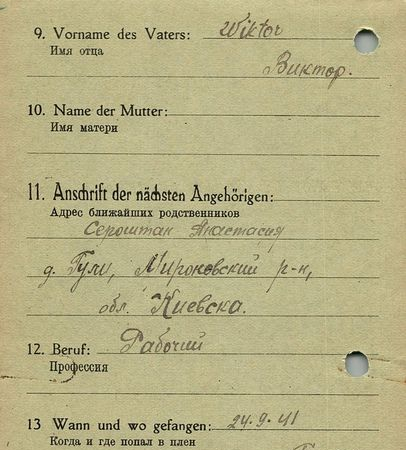 9. Vorname des Vaters: Wiktor
Имя отца
Виктор.
10. Name der Mutter:
Имя матери
11. Anschrift der nächsten Angehörigen:
Адрес ближайших родственников
Сероштан Анастасия
д. Гули, Мироновский р-н,
обл. Киевска.
12. Beruf: Рабочий
Профессия
13 Wann und wo gefangen: 24.9.41
Когда и где попал в плен